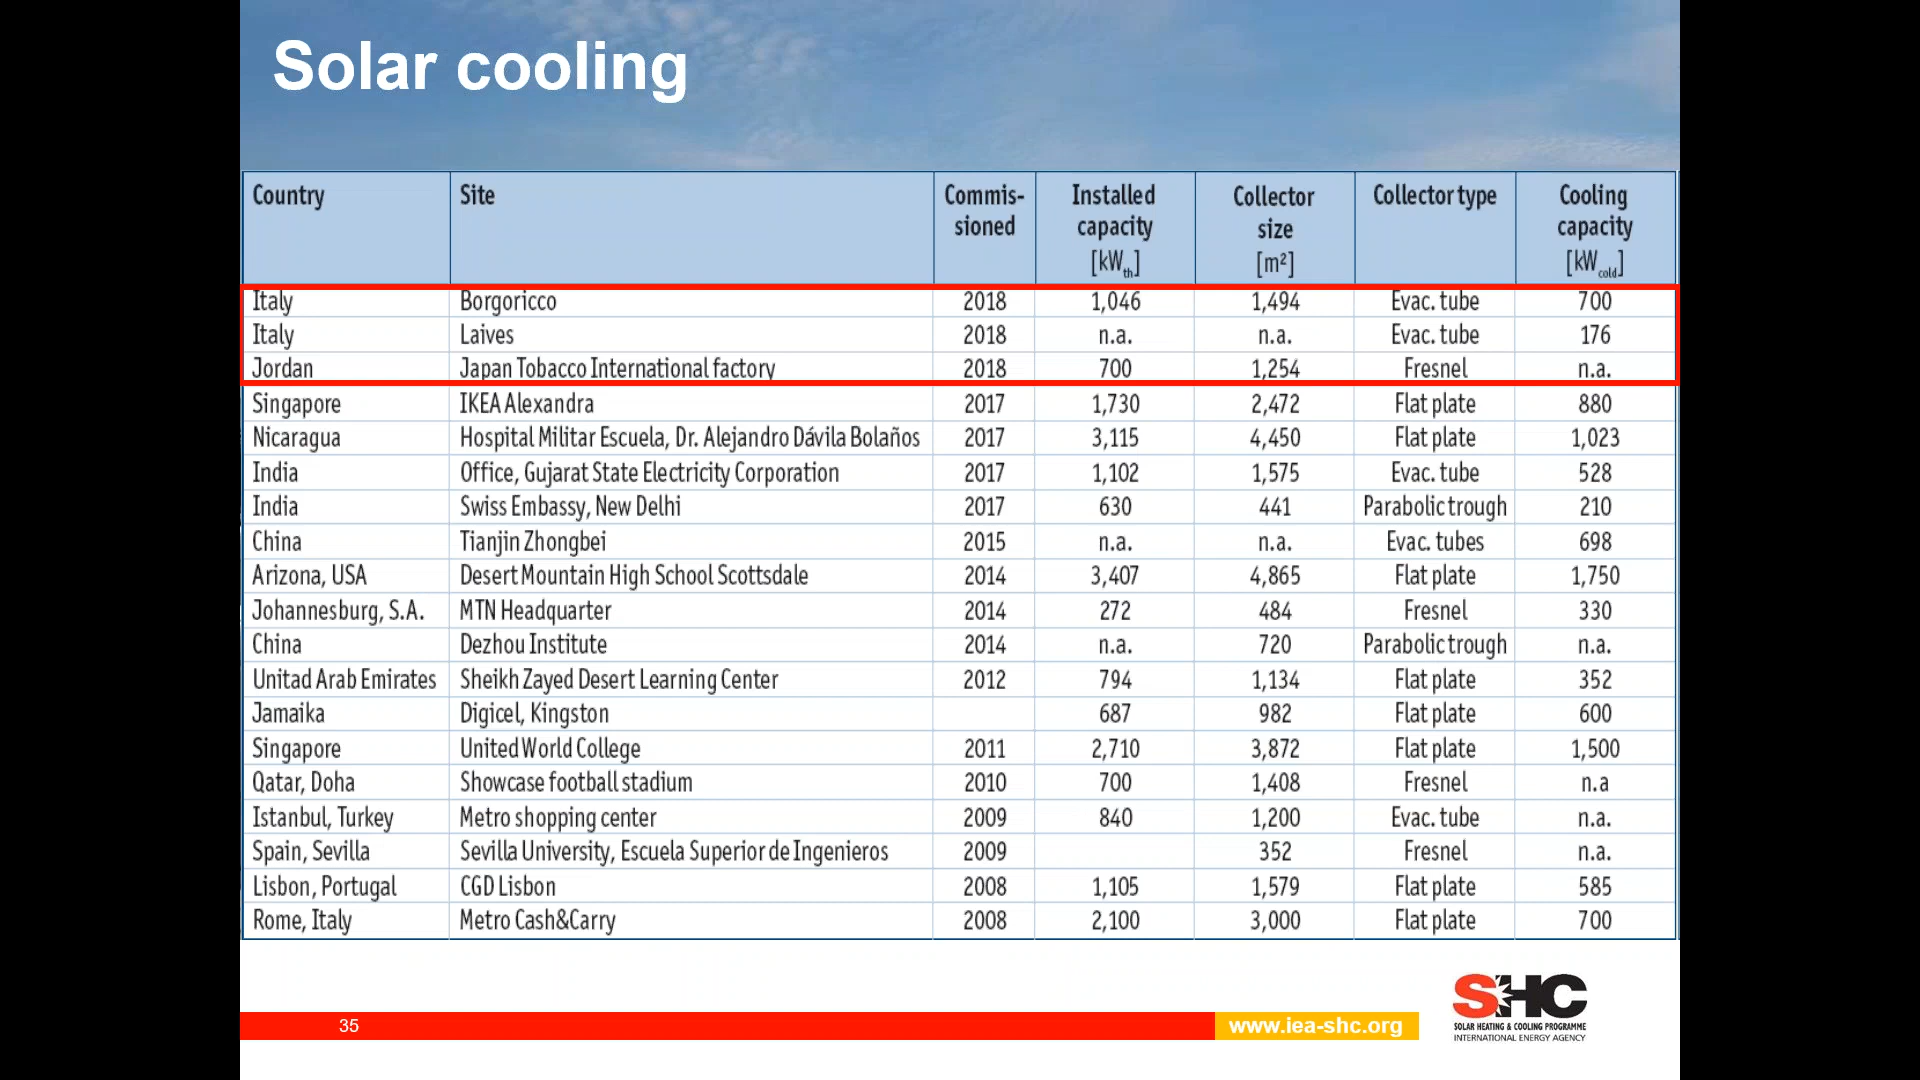 Solar cooling
Country Site Commis-sioned Installed capacity [kWth] Collector size [m²] Collector type Cooling capacity [kWcold]
Italy Borgoricco 2018 1,046 1,494 Evac. tube 700
Italy Laives 2018 n.a. n.a. Evac. tube 176
Jordan Japan Tobacco International factory 2018 700 1,254 Fresnel n.a.
Singapore IKEA Alexandra 2017 1,730 2,472 Flat plate 880
Nicaragua Hospital Militar Escuela, Dr. Alejandro Dávila Bolaños 2017 3,115 4,450 Flat plate 1,023
India Office, Gujarat State Electricity Corporation 2017 1,102 1,575 Evac. tube 528
India Swiss Embassy, New Delhi 2017 630 441 Parabolic trough 210
China Tianjin Zhongbei 2015 n.a. n.a. Evac. tubes 698
Arizona, USA Desert Mountain High School Scottsdale 2014 3,407 4,865 Flat plate 1,750
Johannesburg, S.A. MTN Headquarter 2014 272 484 Fresnel 330
China Dezhou Institute 2014 n.a. 720 Parabolic trough n.a.
Unitad Arab Emirates Sheikh Zayed Desert Learning Center 2012 794 1,134 Flat plate 352
Jamaika Digicel, Kingston 687 982 Flat plate 600
Singapore United World College 2011 2,710 3,872 Flat plate 1,500
Qatar, Doha Showcase football stadium 2010 700 1,408 Fresnel n.a
Istanbul, Turkey Metro shopping center 2009 840 1,200 Evac. tube n.a.
Spain, Sevilla Sevilla University, Escuela Superior de Ingenieros 2009 352 Fresnel n.a.
Lisbon, Portugal CGD Lisbon 2008 1,105 1,579 Flat plate 585
Rome, Italy Metro Cash&Carry 2008 2,100 3,000 Flat plate 700
35
www.iea-shc.org
SHC
SOLAR HEATING & COOLING PROGRAMME
INTERNATIONAL ENERGY AGENCY